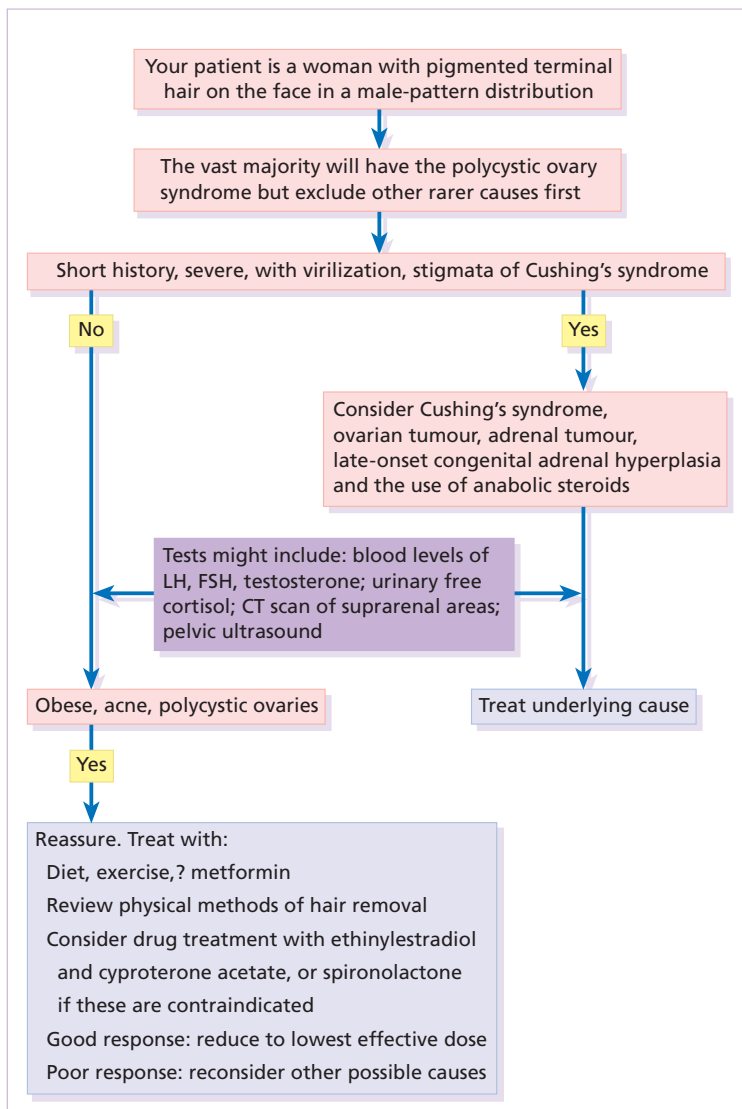 Your patient is a woman with pigmented terminal
hair on the face in a male-pattern distribution
The vast majority will have the polycystic ovary
syndrome but exclude other rarer causes first
Short history, severe, with virilization, stigmata of Cushing's syndrome
No
Yes
Consider Cushing's syndrome,
ovarian tumour, adrenal tumour,
late-onset congenital adrenal hyperplasia
and the use of anabolic steroids
Tests might include: blood levels of
LH, FSH, testosterone; urinary free
cortisol; CT scan of suprarenal areas;
pelvic ultrasound
Obese, acne, polycystic ovaries
Treat underlying cause
Yes
Reassure. Treat with:
Diet, exercise,? metformin
Review physical methods of hair removal
Consider drug treatment with ethinylestradiol
and cyproterone acetate, or spironolactone
if these are contraindicated
Good response: reduce to lowest effective dose
Poor response: reconsider other possible causes